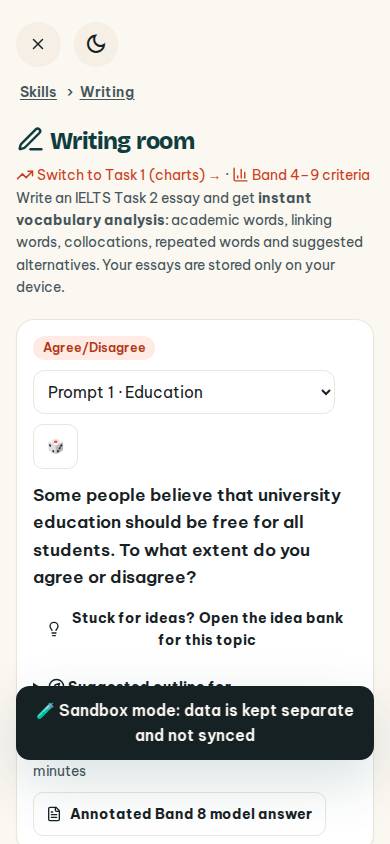 Skills › Writing
Writing room
Switch to Task 1 (charts) → · Band 4–9 criteria
Write an IELTS Task 2 essay and get instant
vocabulary analysis: academic words, linking
words, collocations, repeated words and suggested
alternatives. Your essays are stored only on your
device.
Agree/Disagree
Prompt 1 · Education
Some people believe that university
education should be free for all
students. To what extent do you
agree or disagree?
Stuck for ideas? Open the idea bank
for this topic
Suggested outline for
Sandbox mode: data is kept separate
and not synced
minutes
Annotated Band 8 model answer